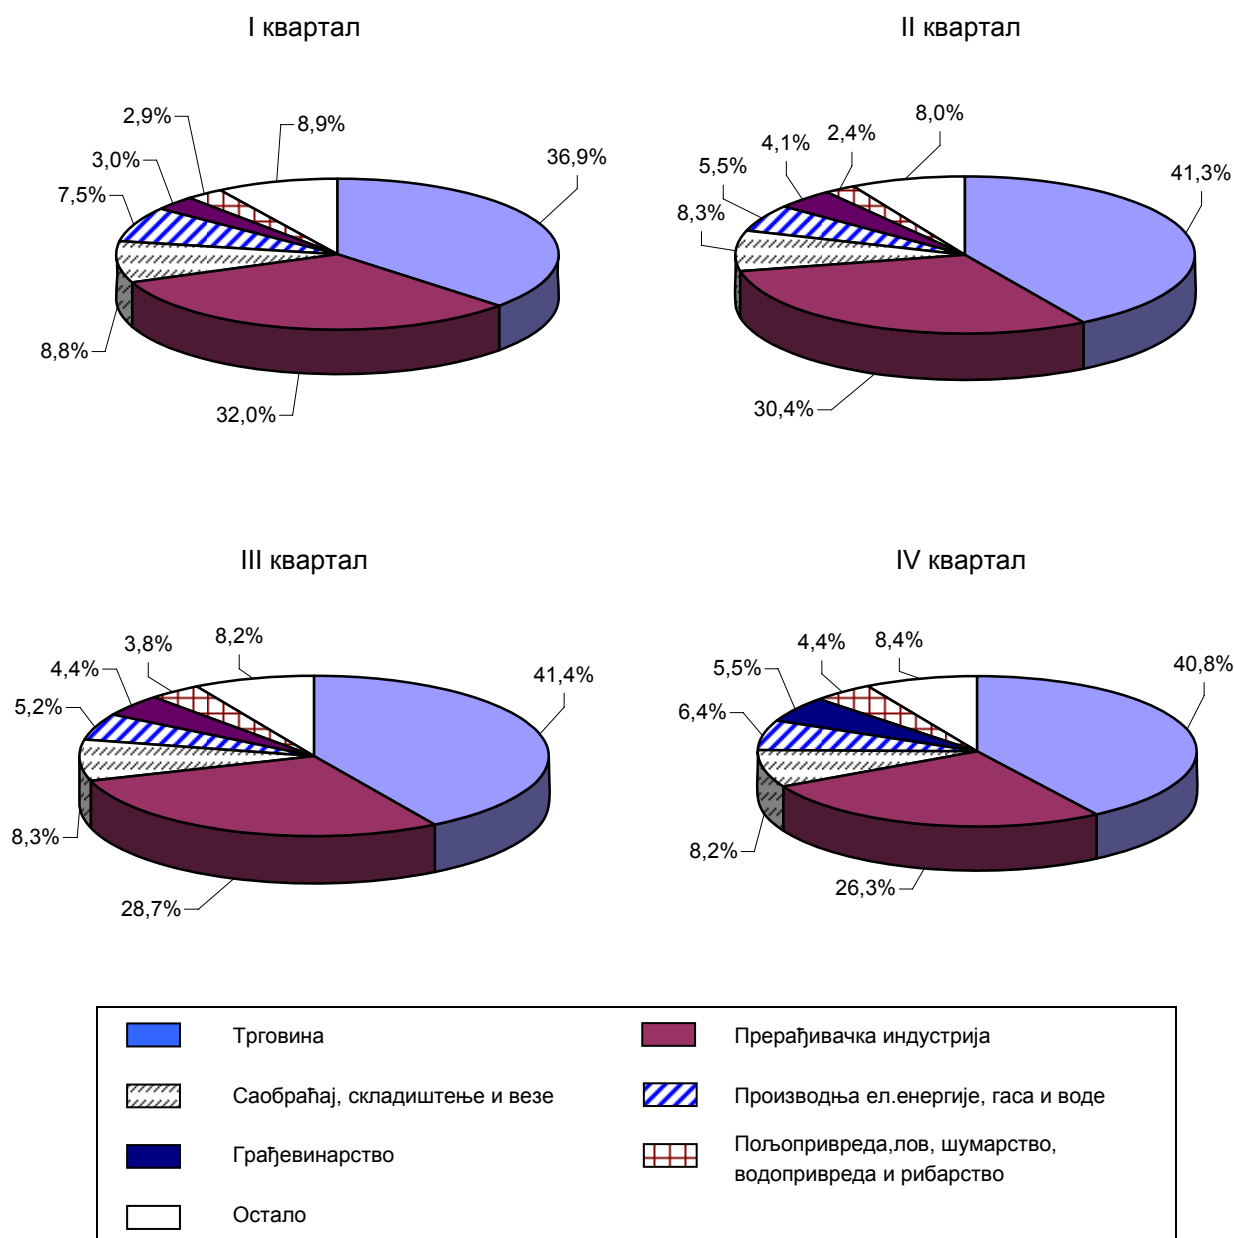 I квартал
II квартал
2,9%
8,9%
3,0%
36,9%
7,5%
8,8%
32,0%
8,0%
2,4%
4,1%
5,5%
41,3%
8,3%
30,4%
III квартал
IV квартал
8,2%
3,8%
4,4%
41,4%
5,2%
8,3%
28,7%
4,4%
8,4%
5,5%
40,8%
6,4%
8,2%
26,3%
Трговина
Прерађивачка индустрија
Саобраћај, складиштење и везе
Производња ел.енергије, гаса и воде
Грађевинарство
Пољопривреда,лов, шумарство,
водопривреда и рибарство
Остало